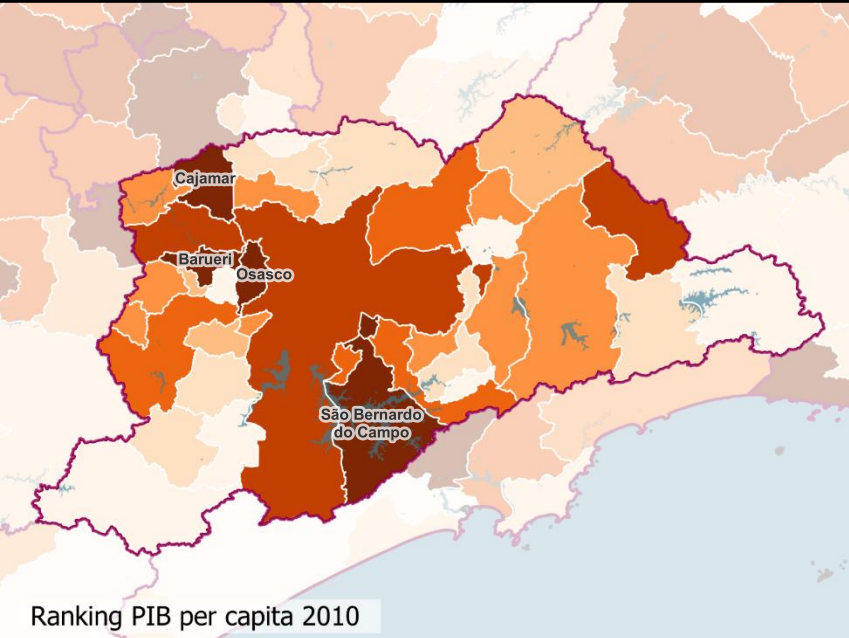 Cajamar
Barueri
Osasco
São Bernardo
do Campo
Ranking PIB per capita 2010